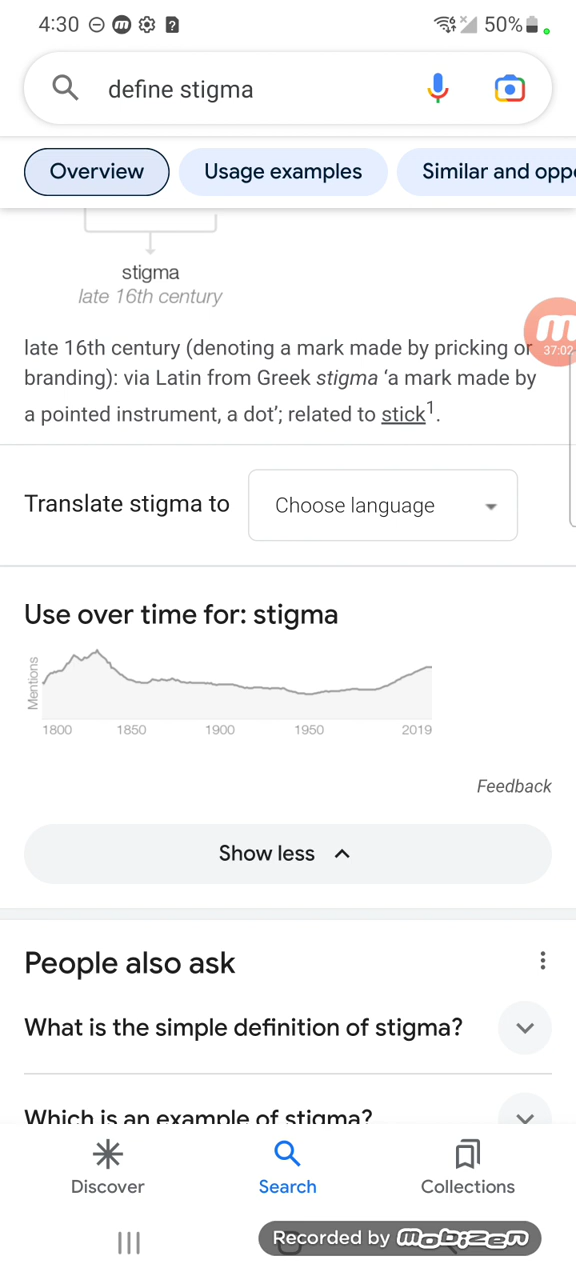 4:30 50%
define stigma
Overview Usage examples Similar and oppo
stigma
late 16th century
late 16th century (denoting a mark made by pricking or
branding): via Latin from Greek stigma ‘a mark made by
a pointed instrument, a dot’; related to stick1.
37:02
Translate stigma to Choose language
Use over time for: stigma
Mentions
1800 1850 1900 1950 2019
Feedback
Show less
People also ask
What is the simple definition of stigma?
Which is an example of stigma?
Discover Search Collections
Recorded by mobizen